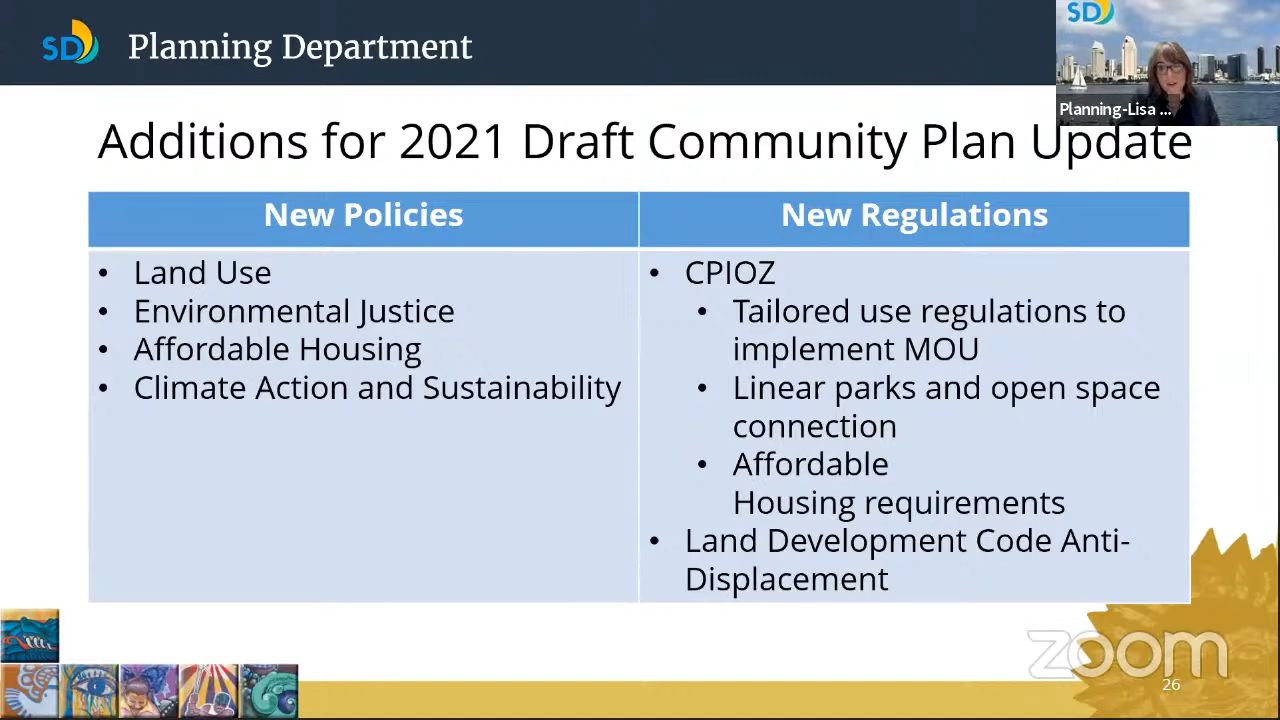 SD
Planning Department
SD
Planning-Lisa ...
Additions for 2021 Draft Community Plan Update
New Policies
• Land Use
• Environmental Justice
• Affordable Housing
• Climate Action and Sustainability
New Regulations
• CPIOZ
• Tailored use regulations to
implement MOU
• Linear parks and open space
connection
• Affordable
Housing requirements
• Land Development Code Anti-
Displacement
zoom
26